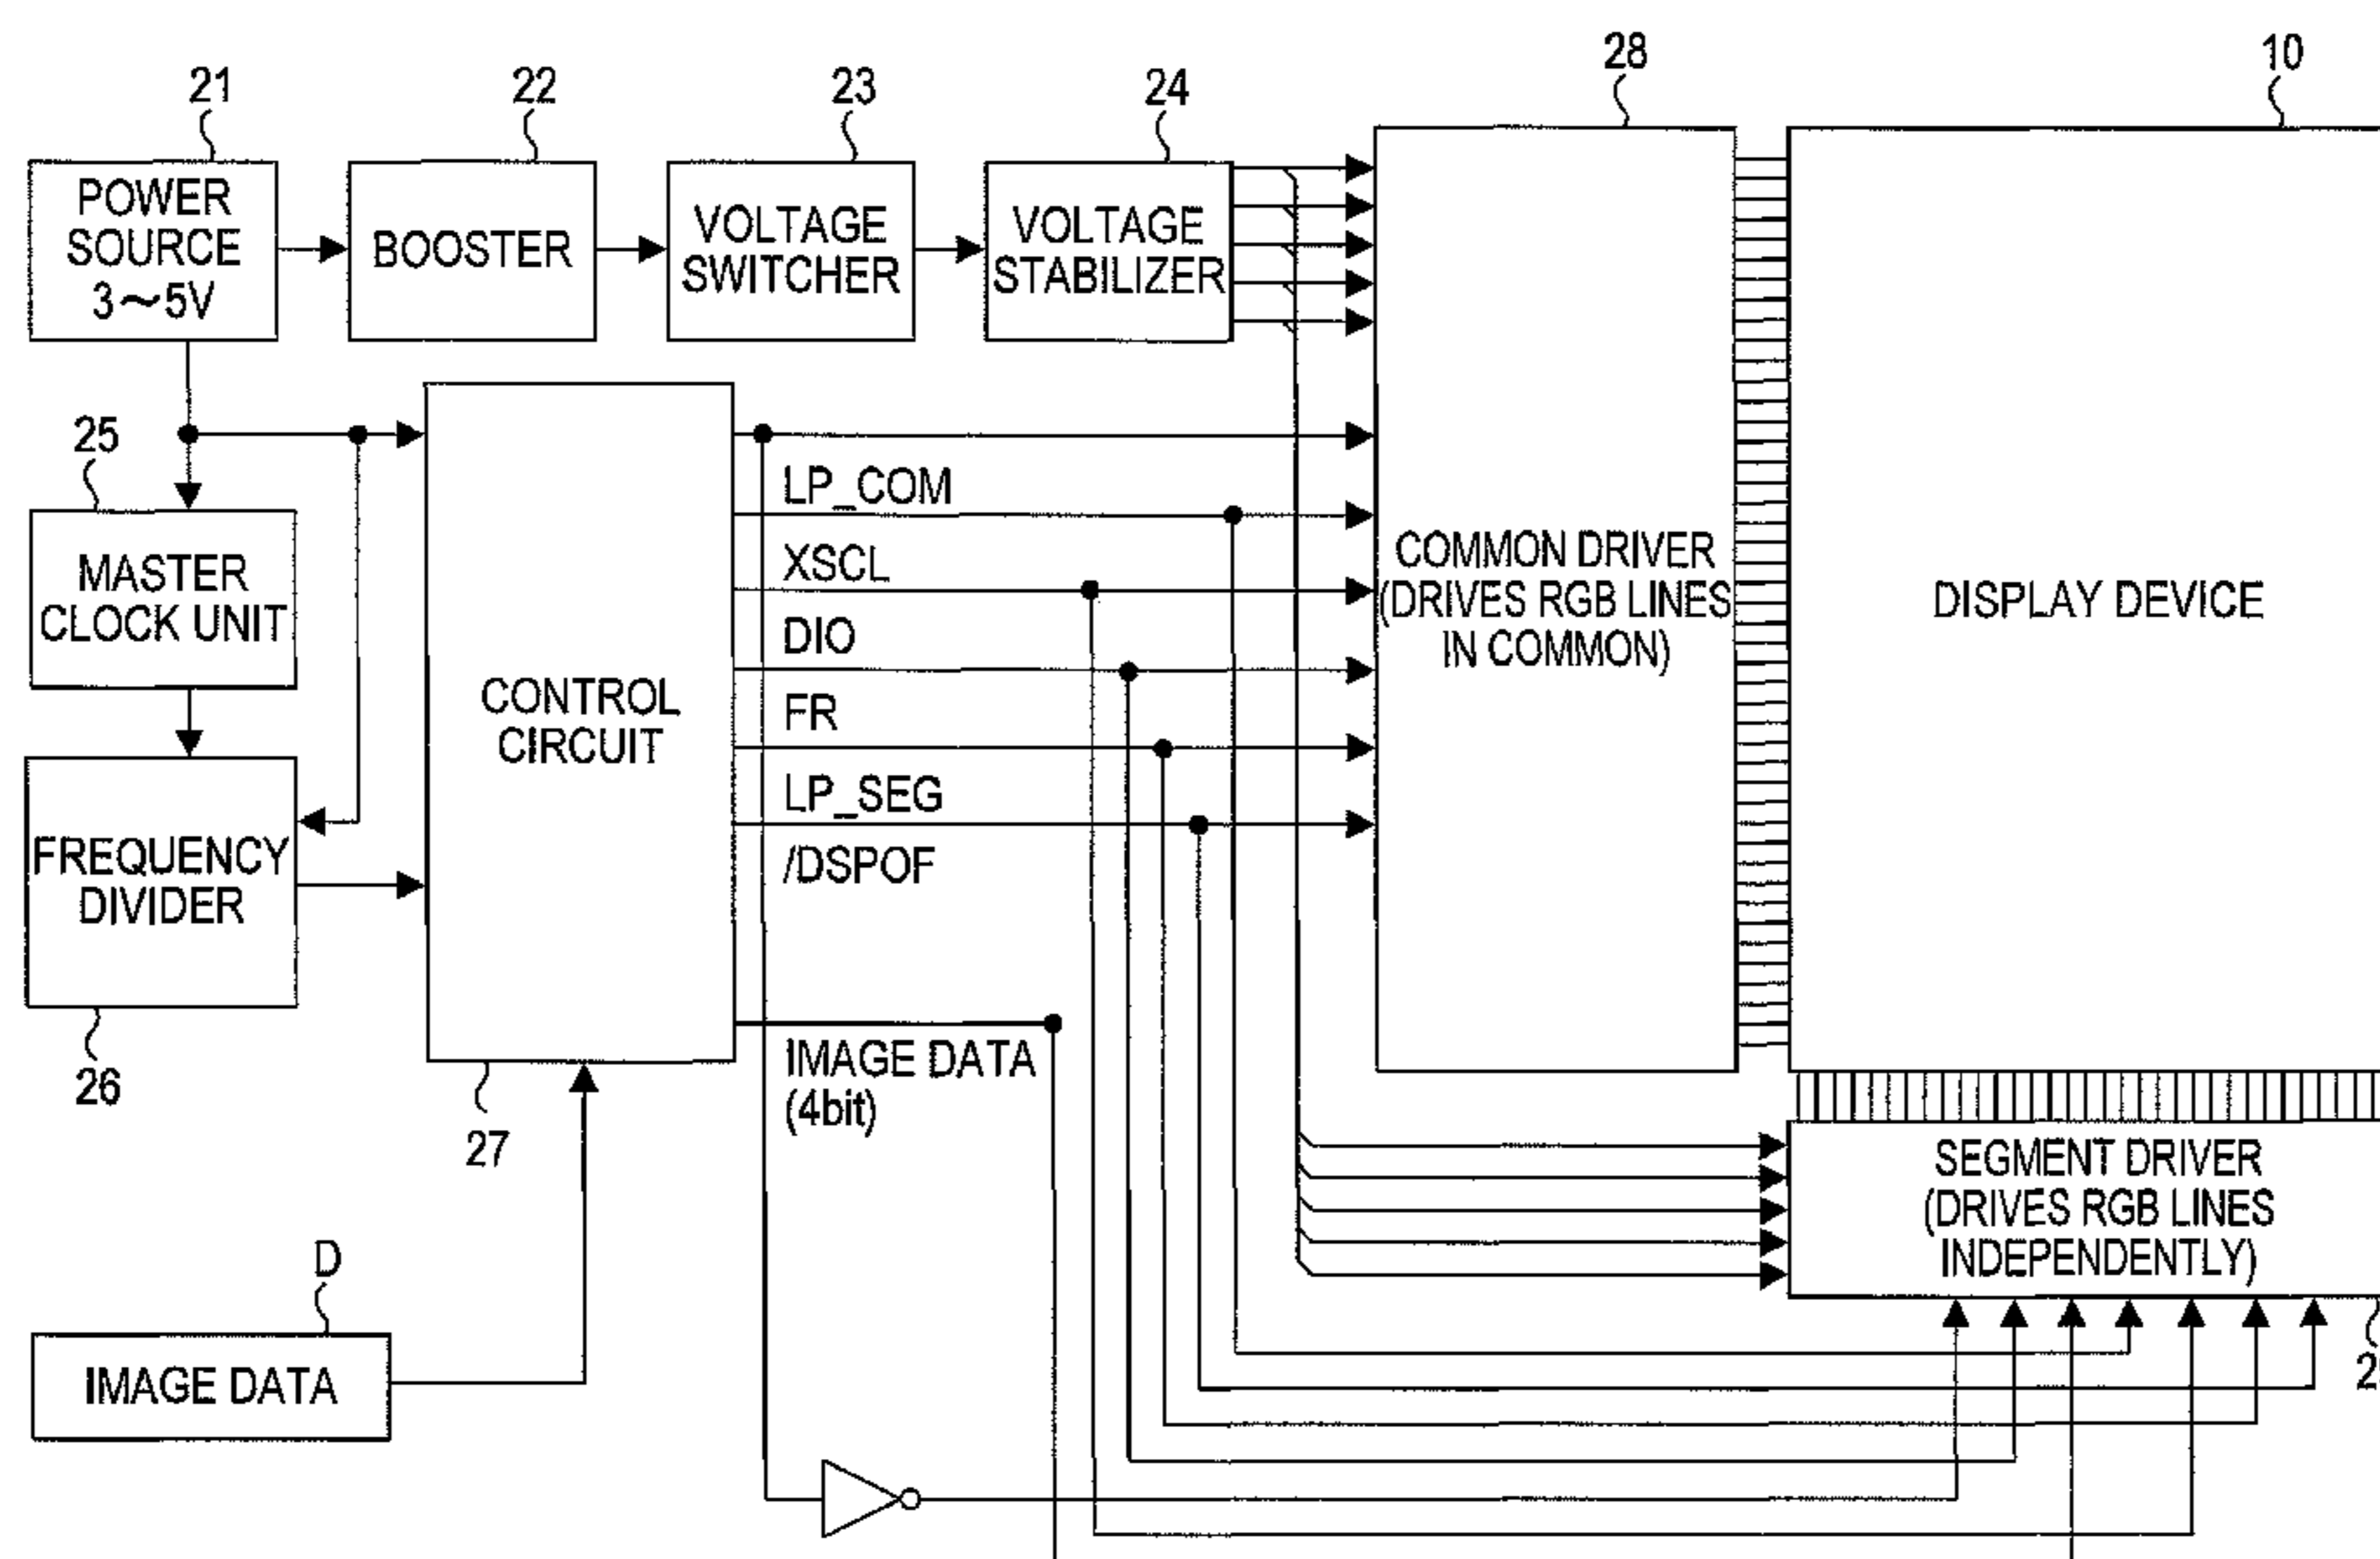 21
22
23
24
28
10
POWER
SOURCE
3~5V
BOOSTER
VOLTAGE
SWITCHER
VOLTAGE
STABILIZER
25
MASTER
CLOCK UNIT
FREQUENCY
DIVIDER
26
CONTROL
CIRCUIT
27
LP_COM
XSCL
DIO
FR
LP_SEG
/DSPOF
IMAGE DATA
(4bit)
COMMON DRIVER
(DRIVES RGB LINES
IN COMMON)
DISPLAY DEVICE
SEGMENT DRIVER
(DRIVES RGB LINES
INDEPENDENTLY)
D
IMAGE DATA